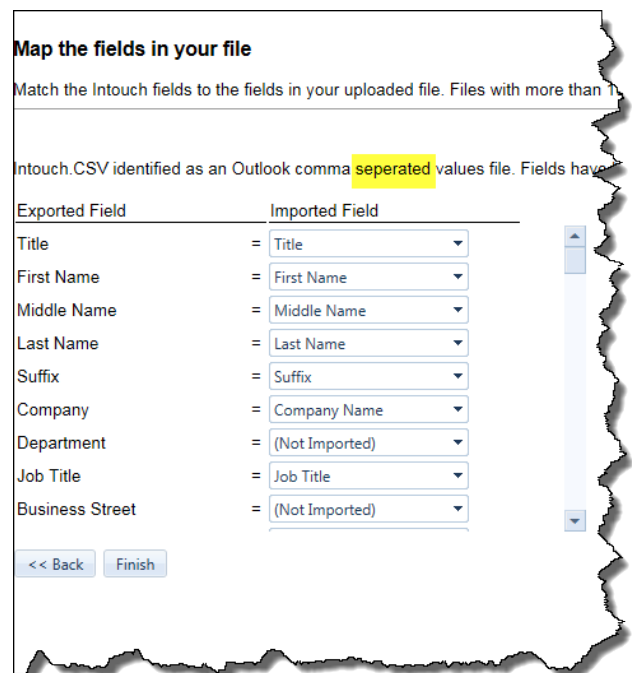 Map the fields in your file
Match the Intouch fields to the fields in your uploaded file. Files with more than
Intouch.CSV identified as an Outlook comma seperated values file. Fields have
Exported Field Imported Field
Title = Title
First Name = First Name
Middle Name = Middle Name
Last Name = Last Name
Suffix = Suffix
Company = Company Name
Department = (Not Imported)
Job Title = Job Title
Business Street = (Not Imported)
<< Back Finish